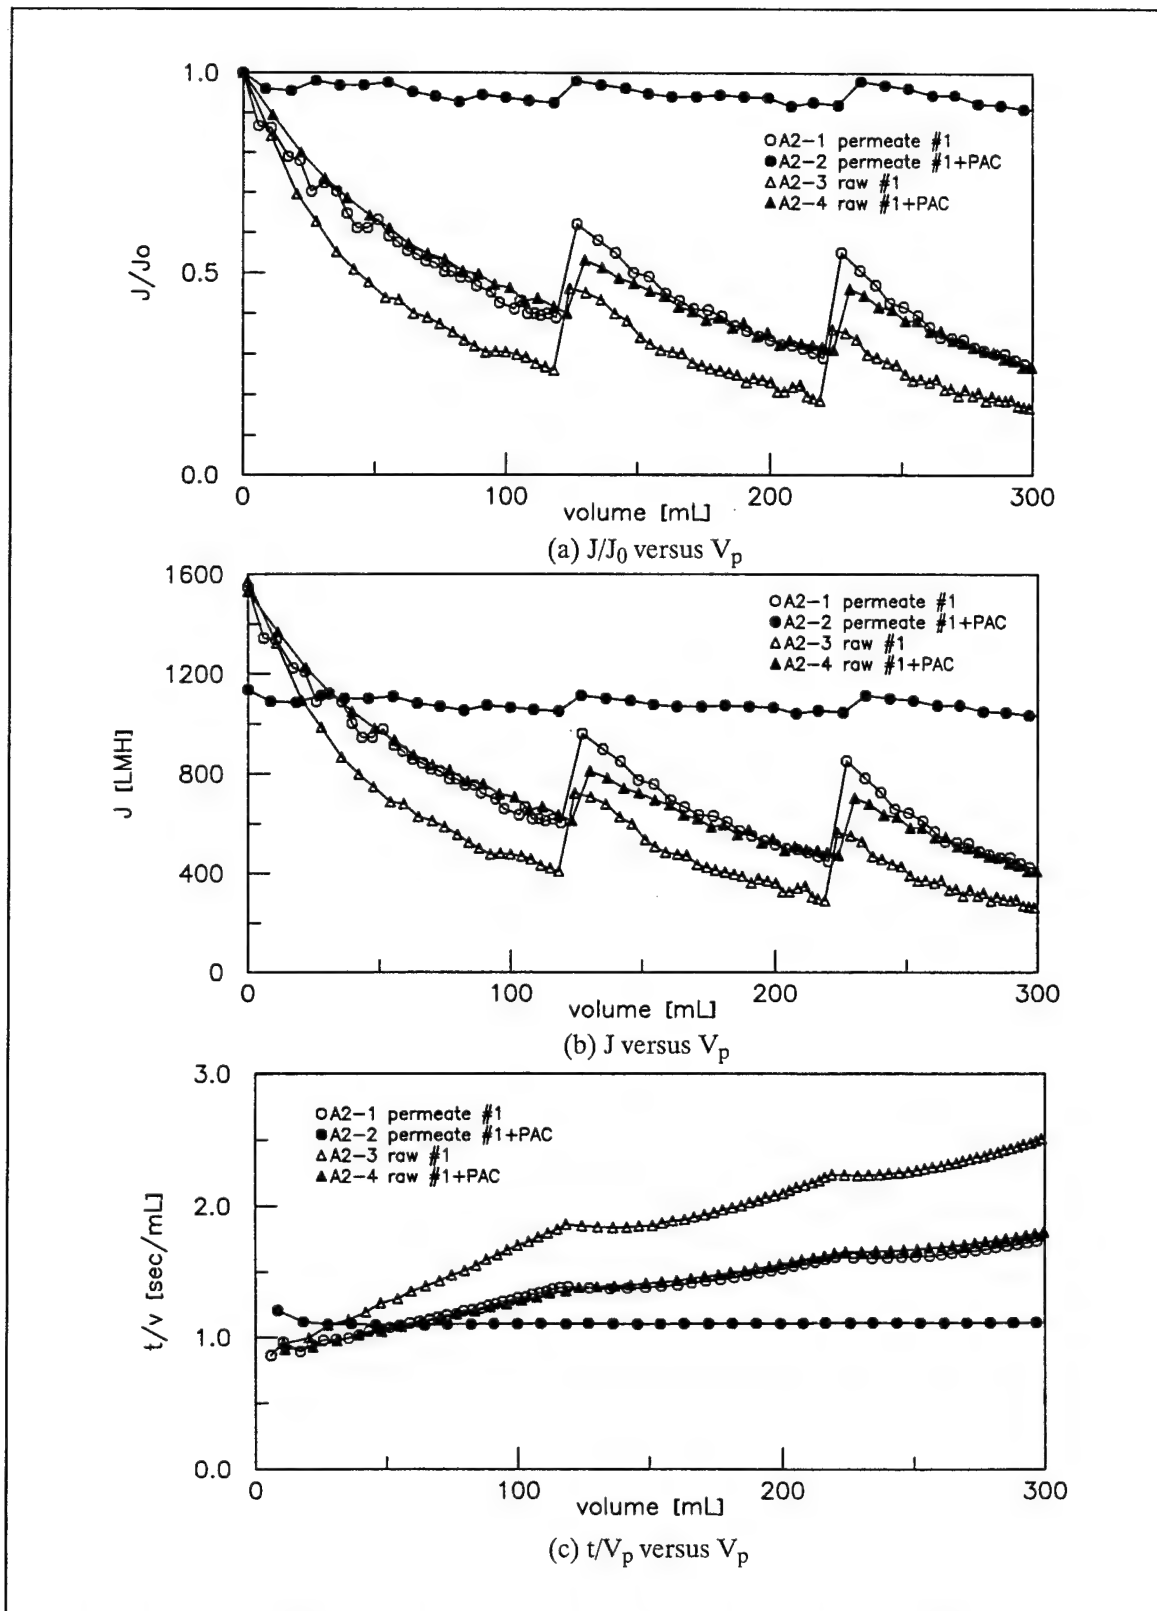 1.0
0.5
0.0
J/Jo
○A2-1 permeate #1
●A2-2 permeate #1+PAC
△A2-3 raw #1
▲A2-4 raw #1+PAC
0 100 200 300
volume [mL]
(a) J/J0 versus Vp
1600
1200
800
400
0
J [LMH]
○A2-1 permeate #1
●A2-2 permeate #1+PAC
△A2-3 raw #1
▲A2-4 raw #1+PAC
0 100 200 300
volume [mL]
(b) J versus Vp
3.0
2.0
1.0
0.0
t/v [sec/mL]
○A2-1 permeate #1
●A2-2 permeate #1+PAC
△A2-3 raw #1
▲A2-4 raw #1+PAC
0 100 200 300
volume [mL]
(c) t/Vp versus Vp